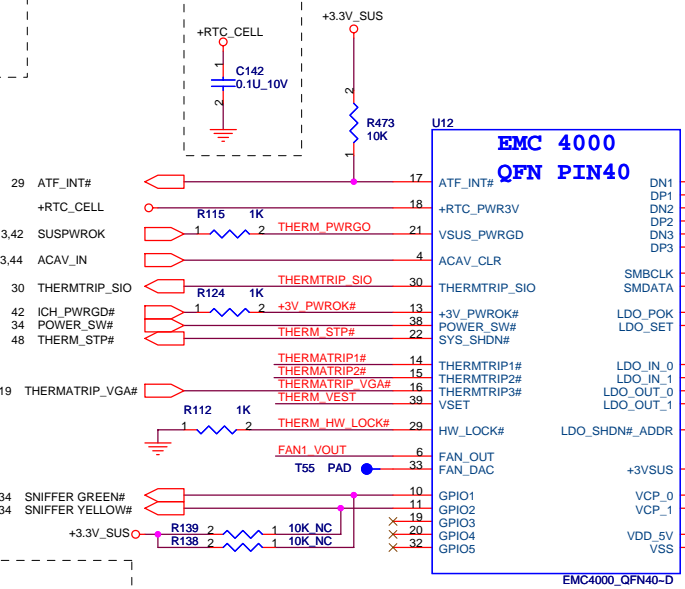 +3.3V_SUS
+RTC_CELL
1
C142
0.1U_10V
2
2
R473
10K
1
U12
EMC 4000
QFN PIN40
29 ATF_INT# 17 ATF_INT# DN1
DP1
+RTC_CELL 18 +RTC_PWR3V DN2
DP2
R115 1K
3,42 SUSPWROK 1 2 THERM_PWRGO 21 VSUS_PWRGD DN3
DP3
3,44 ACAV_IN 4 ACAV_CLR
SMBCLK
30 THERMTRIP_SIO THERMTRIP_SIO 30 THERMTRIP_SIO SMDATA
R124 1K
42 ICH_PWRGD# 1 2 +3V_PWROK# 13 +3V_PWROK# LDO_POK
34 POWER_SW# 38 POWER_SW# LDO_SET
48 THERM_STP# THERM_STP# 22 SYS_SHDN#
THERMATRIP1# 14 THERMTRIP1# LDO_IN_0
THERMATRIP2# 15 THERMTRIP2# LDO_IN_1
19 THERMATRIP_VGA# THERMATRIP_VGA# 16 THERMTRIP3# LDO_OUT_0
THERM_VEST 39 VSET LDO_OUT_1
R112 1K
1 2 THERM_HW_LOCK# 29 HW_LOCK# LDO_SHDN#_ADDR
FAN1_VOUT 6 FAN_OUT
T55 PAD 33 FAN_DAC +3VSUS
34 SNIFFER GREEN# 10 GPIO1 VCP_0
34 SNIFFER YELLOW# 11 GPIO2 VCP_1
19 GPIO3
+3.3V_SUS R139 2 1 10K_NC 20 GPIO4 VDD_5V
R138 2 1 10K_NC 32 GPIO5 VSS
EMC4000_QFN40~D